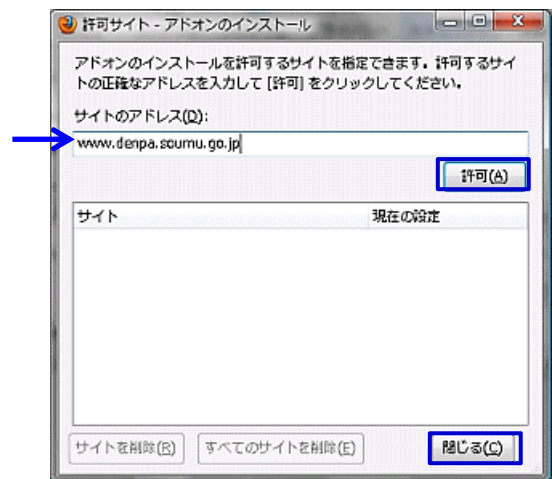 許可サイト - アドオンのインストール
アドオンのインストールを許可するサイトを指定できます。許可するサイ
トの正確なアドレスを入力して [許可] をクリックしてください。
サイトのアドレス(D):
www.denpa.soumu.go.jp
許可(A)
サイト 現在の設定
サイトを削除(R) すべてのサイトを削除(E) 閉じる(C)